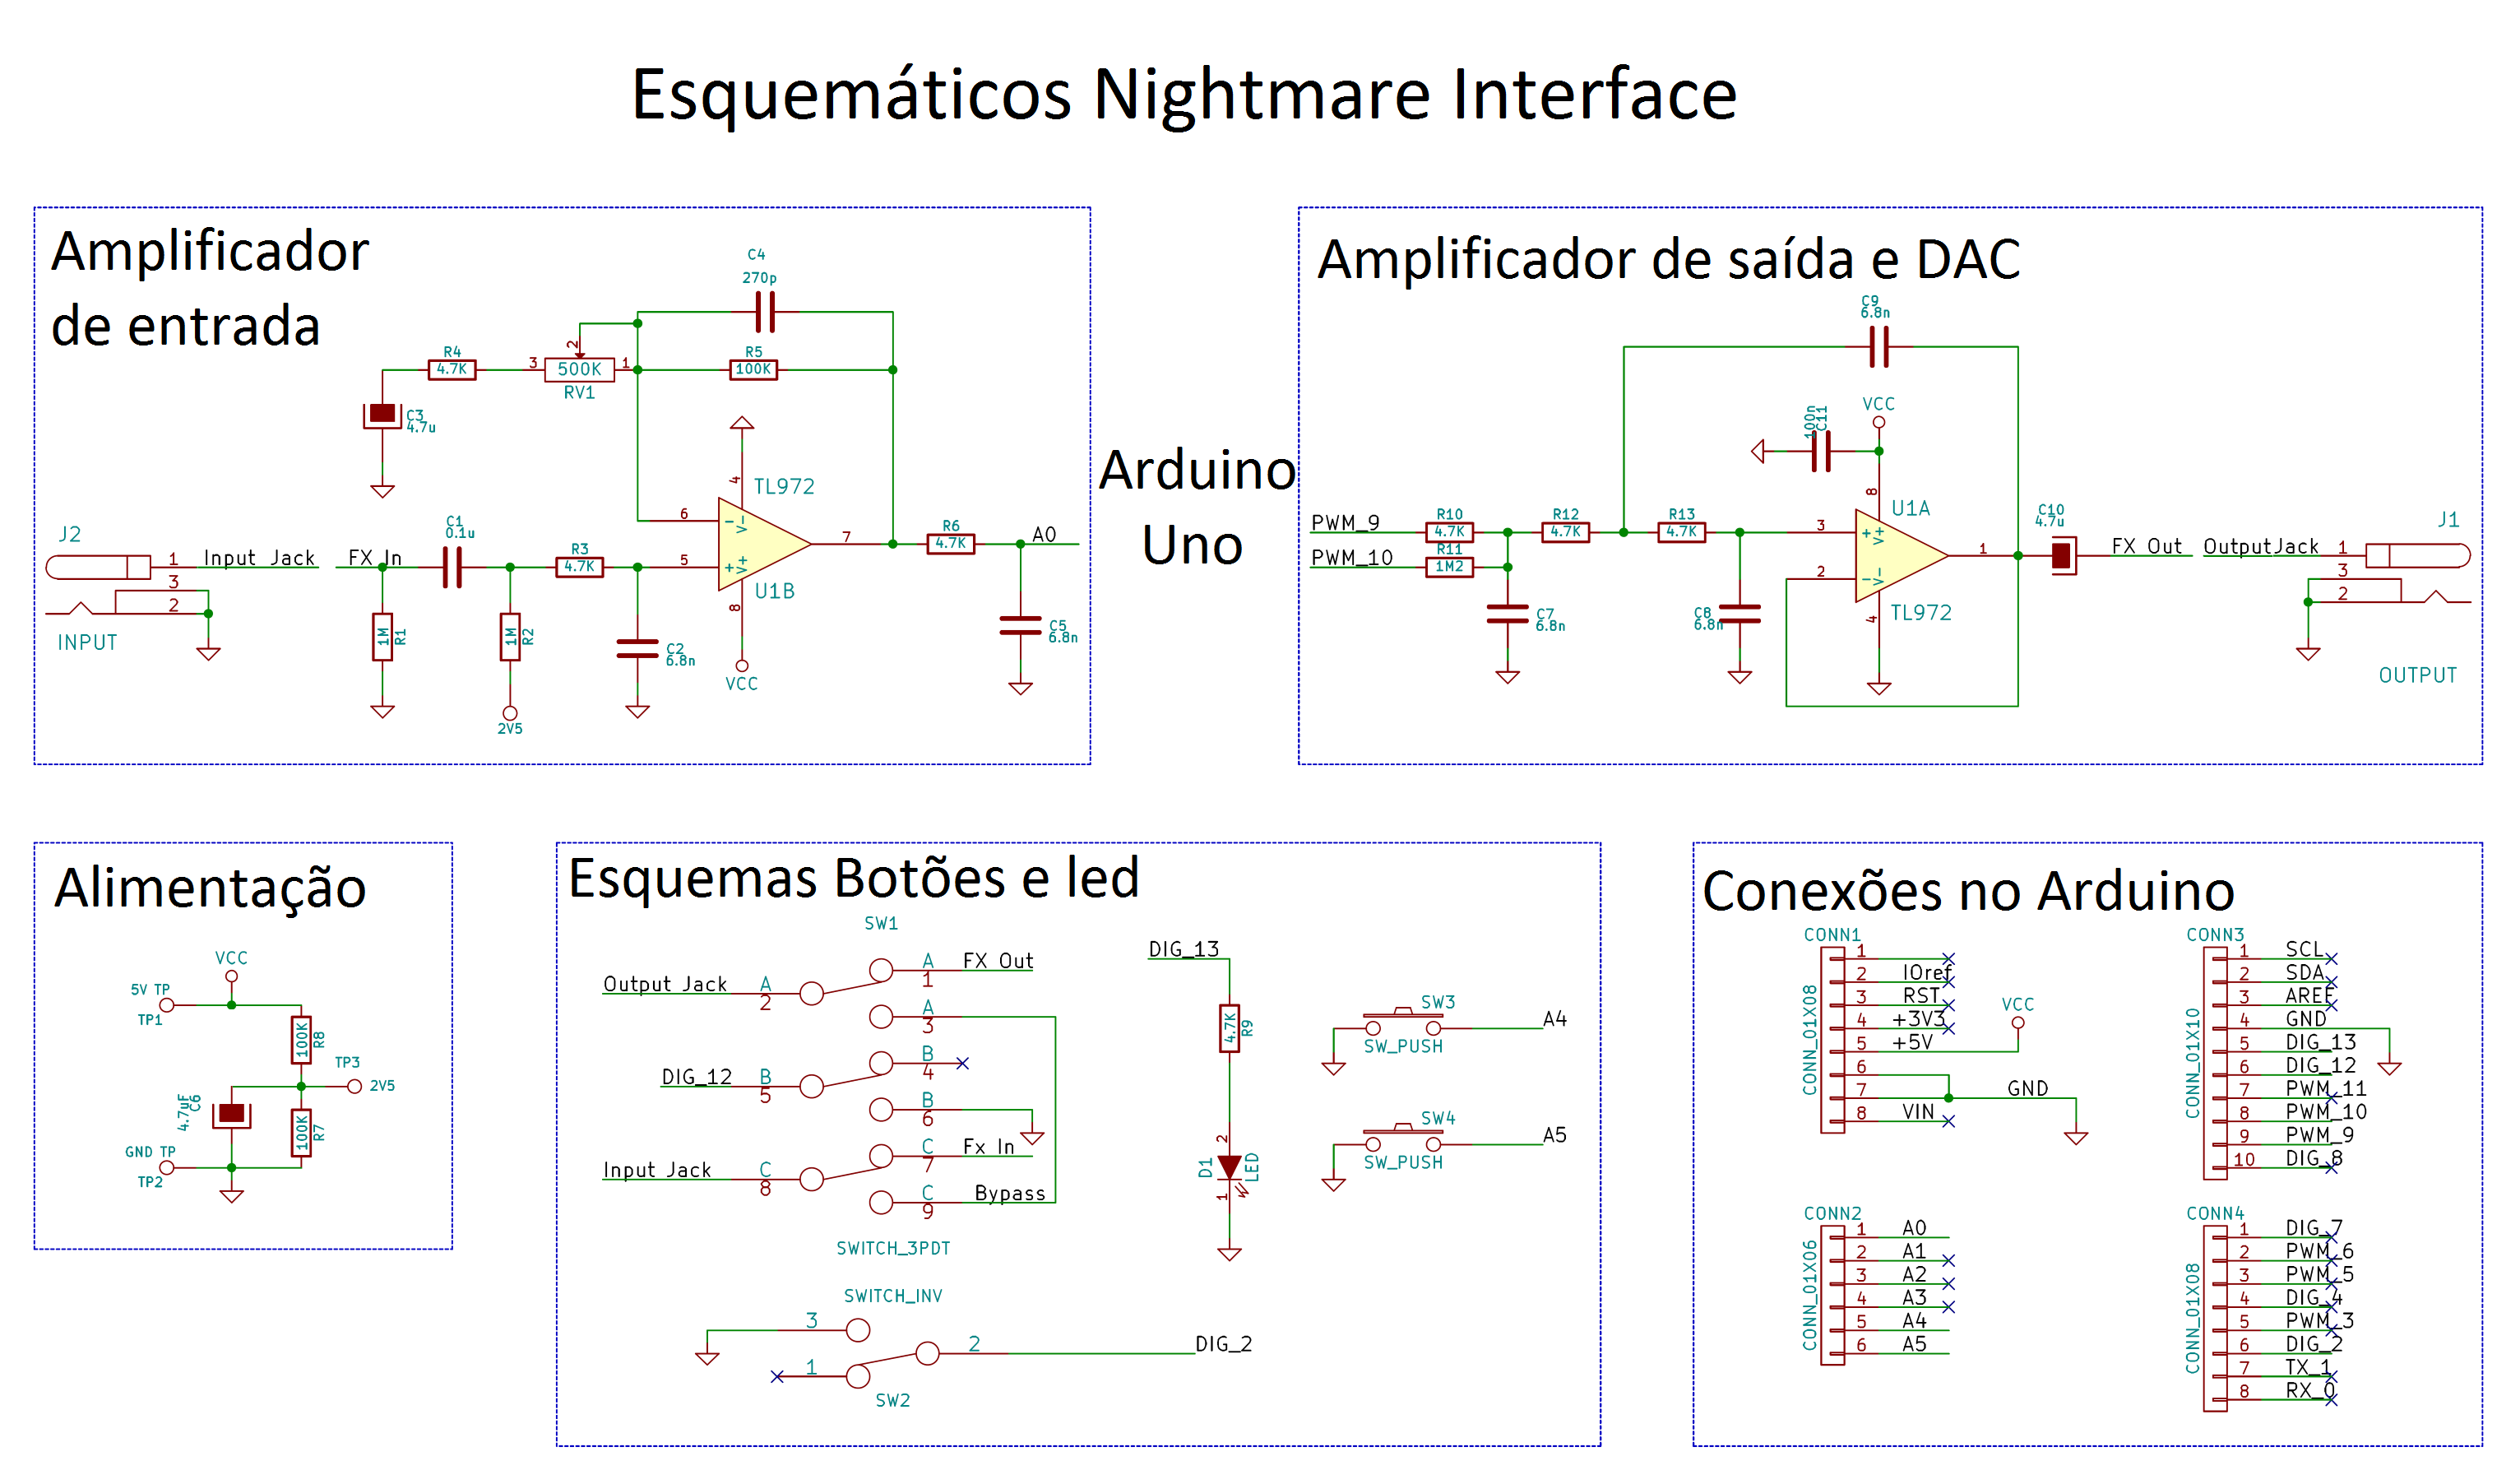 Esquemáticos Nightmare Interface
Amplificador
de entrada
C4
270p
R4
4.7K
3
2
500K
1
RV1
R5
100K
C3
4.7u
4
TL972
J2
INPUT
1
3
2
Input Jack
FX In
C1
0.1u
R1
1M
R2
1M
2V5
R3
4.7K
C2
6.8n
6
5
-
+
V-
V+
U1B
8
VCC
7
R6
4.7K
A0
C5
6.8n
Arduino
Uno
Amplificador de saída e DAC
C9
6.8n
100n
C11
VCC
PWM_9
PWM_10
R10
4.7K
R11
1M2
R12
4.7K
R13
4.7K
C7
6.8n
C8
6.8n
8
U1A
3
2
+
-
V+
V-
4
TL972
1
C10
4.7u
FX Out
OutputJack
1
3
2
J1
OUTPUT
Alimentação
VCC
5V TP
TP1
100K
R8
TP3
2V5
4.7uF
C6
100K
R7
GND TP
TP2
Esquemas Botões e led
SW1
Output Jack
A
2
A
1
FX Out
A
3
DIG_12
B
5
B
4
B
6
Input Jack
C
8
C
7
Fx In
C
9
Bypass
SWITCH_3PDT
SWITCH_INV
3
1
2
DIG_2
SW2
DIG_13
4.7K
R9
2
D1
LED
1
SW3
SW_PUSH
A4
SW4
SW_PUSH
A5
Conexões no Arduino
CONN1
CONN_01X08
1
2 IOref
3 RST
4 +3V3
5 +5V
6
7
8 VIN
VCC
GND
CONN2
CONN_01X06
1 A0
2 A1
3 A2
4 A3
5 A4
6 A5
CONN3
CONN_01X10
1 SCL
2 SDA
3 AREF
4 GND
5 DIG_13
6 DIG_12
7 PWM_11
8 PWM_10
9 PWM_9
10 DIG_8
CONN4
CONN_01X08
1 DIG_7
2 PWM_6
3 PWM_5
4 DIG_4
5 PWM_3
6 DIG_2
7 TX_1
8 RX_0